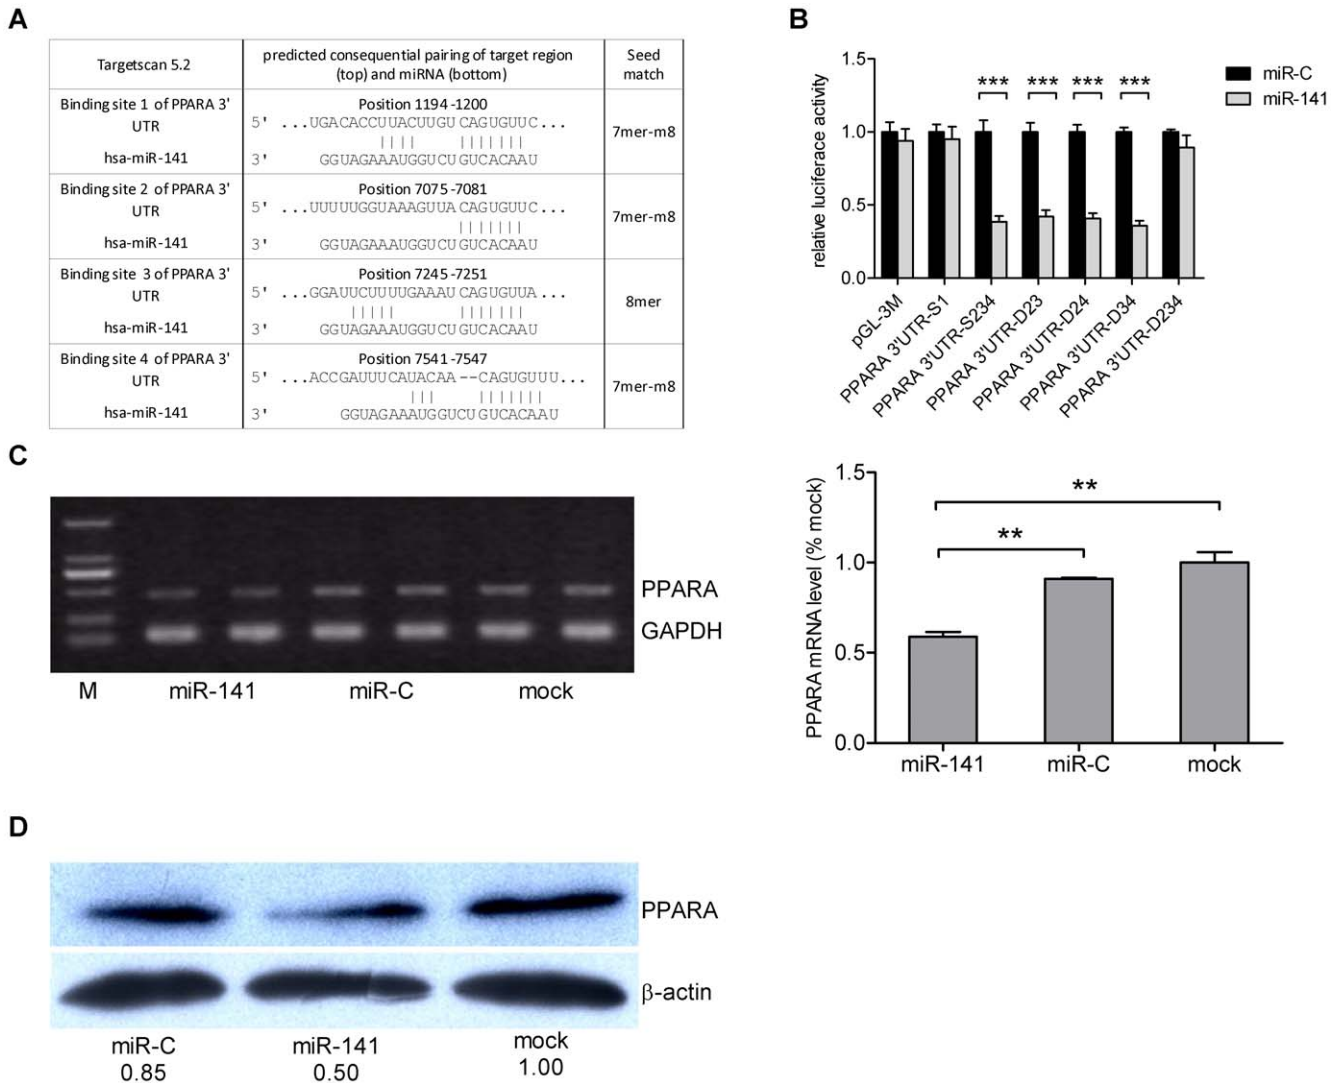 A
Targetscan 5.2
predicted consequential pairing of target region
(top) and miRNA (bottom)
Seed
match
Binding site 1 of PPARA 3'
UTR
hsa-miR-141
Position 1194-1200
5' ...UGACACCUUACUUGU CAGUGUUC...
3' GGUAGAAAUGGUCU GUCACAAU
7mer-m8
Binding site 2 of PPARA 3'
UTR
hsa-miR-141
Position 7075-7081
5' ...UUUUUGGUAAAGUUA CAGUGUUC...
3' GGUAGAAAUGGUCU GUCACAAU
7mer-m8
Binding site 3 of PPARA 3'
UTR
hsa-miR-141
Position 7245-7251
5' ...GGAUUCUUUUGAAAU CAGUGUUA...
3' GGUAGAAAUGGUCU GUCACAAU
8mer
Binding site 4 of PPARA 3'
UTR
hsa-miR-141
Position 7541-7547
5' ...ACCGAUUUCAUACAA --CAGUGUUU...
3' GGUAGAAAUGGUCU GUCACAAU
7mer-m8
B
relative luciferace activity
1.5
1.0
0.5
0.0
***
***
***
***
miR-C
miR-141
pGL-3M
PPARA 3'UTR-S1
PPARA 3'UTR-S234
PPARA 3'UTR-D23
PPARA 3'UTR-D24
PPARA 3'UTR-D34
PPARA 3'UTR-D234
C
PPARA
GAPDH
M
miR-141
miR-C
mock
PPARA mRNA level (% mock)
1.5
1.0
0.5
0.0
**
**
miR-141
miR-C
mock
D
PPARA
β-actin
miR-C
0.85
miR-141
0.50
mock
1.00